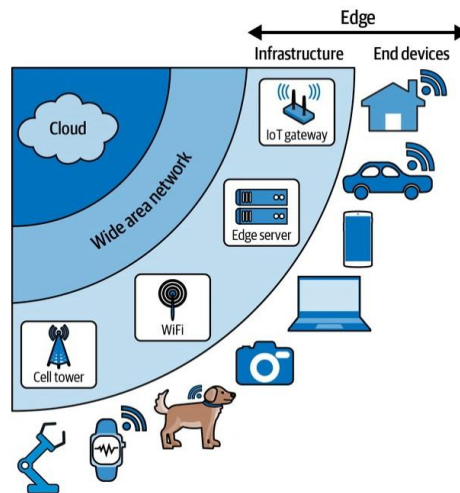 Edge
Infrastructure
End devices
Cloud
Wide area network
IoT gateway
Edge server
WiFi
Cell tower